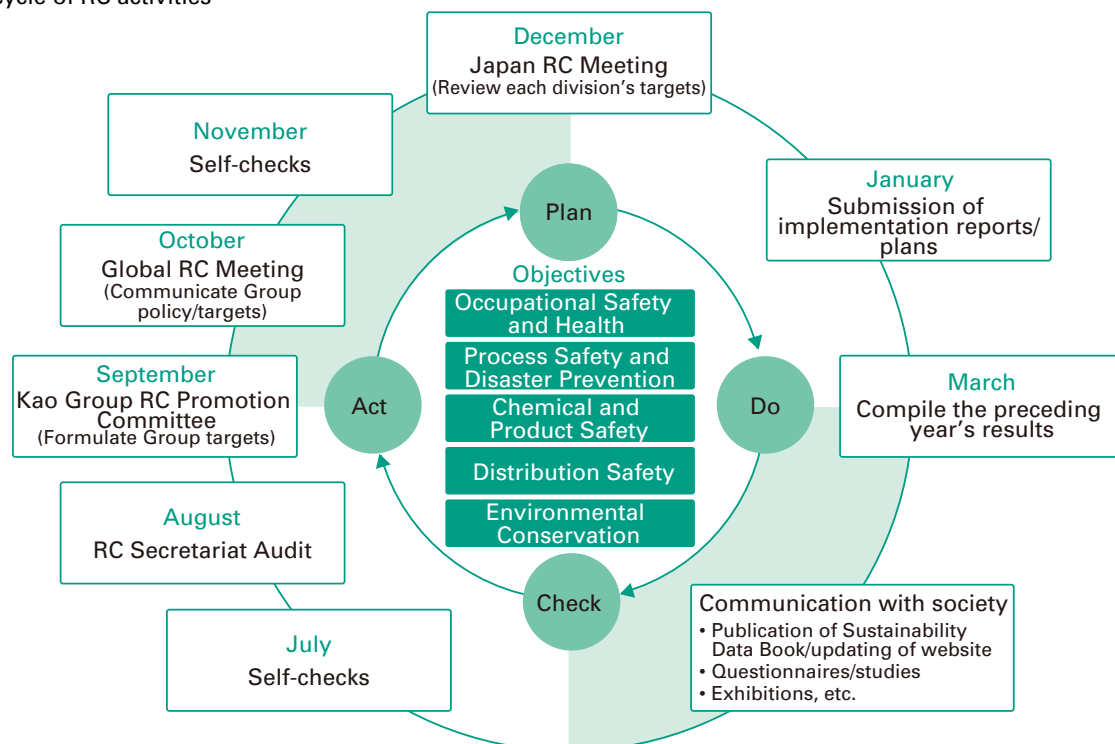 cycle of RC activities
December
Japan RC Meeting
(Review each division's targets)
January
Submission of
implementation reports/
plans
March
Compile the preceding
year's results
Communication with society
• Publication of Sustainability
Data Book/updating of website
• Questionnaires/studies
• Exhibitions, etc.
July
Self-checks
August
RC Secretariat Audit
September
Kao Group RC Promotion
Committee
(Formulate Group targets)
October
Global RC Meeting
(Communicate Group
policy/targets)
November
Self-checks
Plan
Do
Check
Act
Objectives
Occupational Safety
and Health
Process Safety and
Disaster Prevention
Chemical and
Product Safety
Distribution Safety
Environmental
Conservation